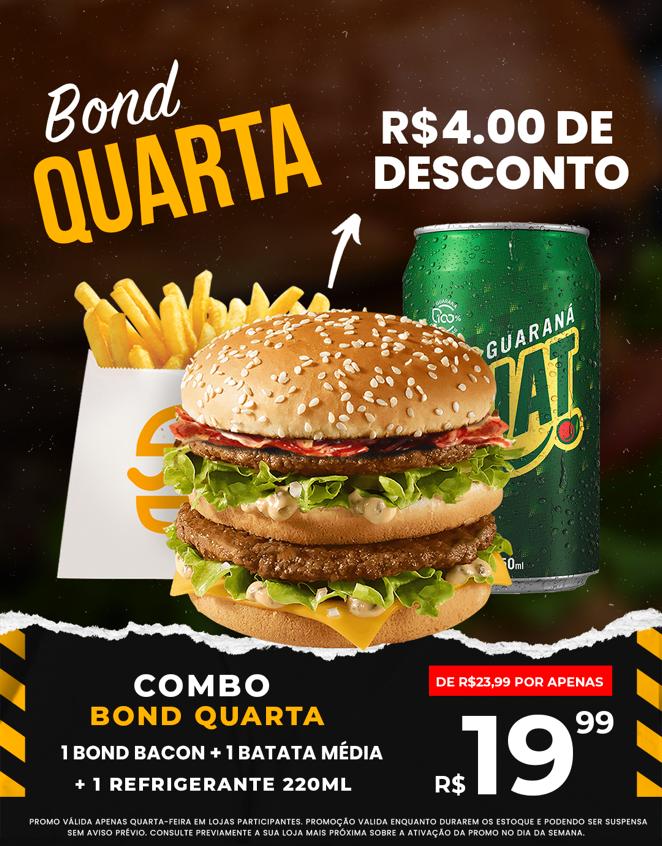 Bond
QUARTA
R$4.00 DE
DESCONTO
GUARANÁ
100%
COMBO
BOND QUARTA
1 BOND BACON + 1 BATATA MÉDIA
+ 1 REFRIGERANTE 220ML
DE R$23,99 POR APENAS
R$19,99
PROMO VÁLIDA APENAS QUARTA-FEIRA EM LOJAS PARTICIPANTES. PROMOÇÃO VALIDA ENQUANTO DURAREM OS ESTOQUE E PODENDO SER SUSPENSA
SEM AVISO PRÉVIO. CONSULTE PREVIAMENTE A SUA LOJA MAIS PRÓXIMA SOBRE A ATIVAÇÃO DA PROMO NO DIA DA SEMANA.